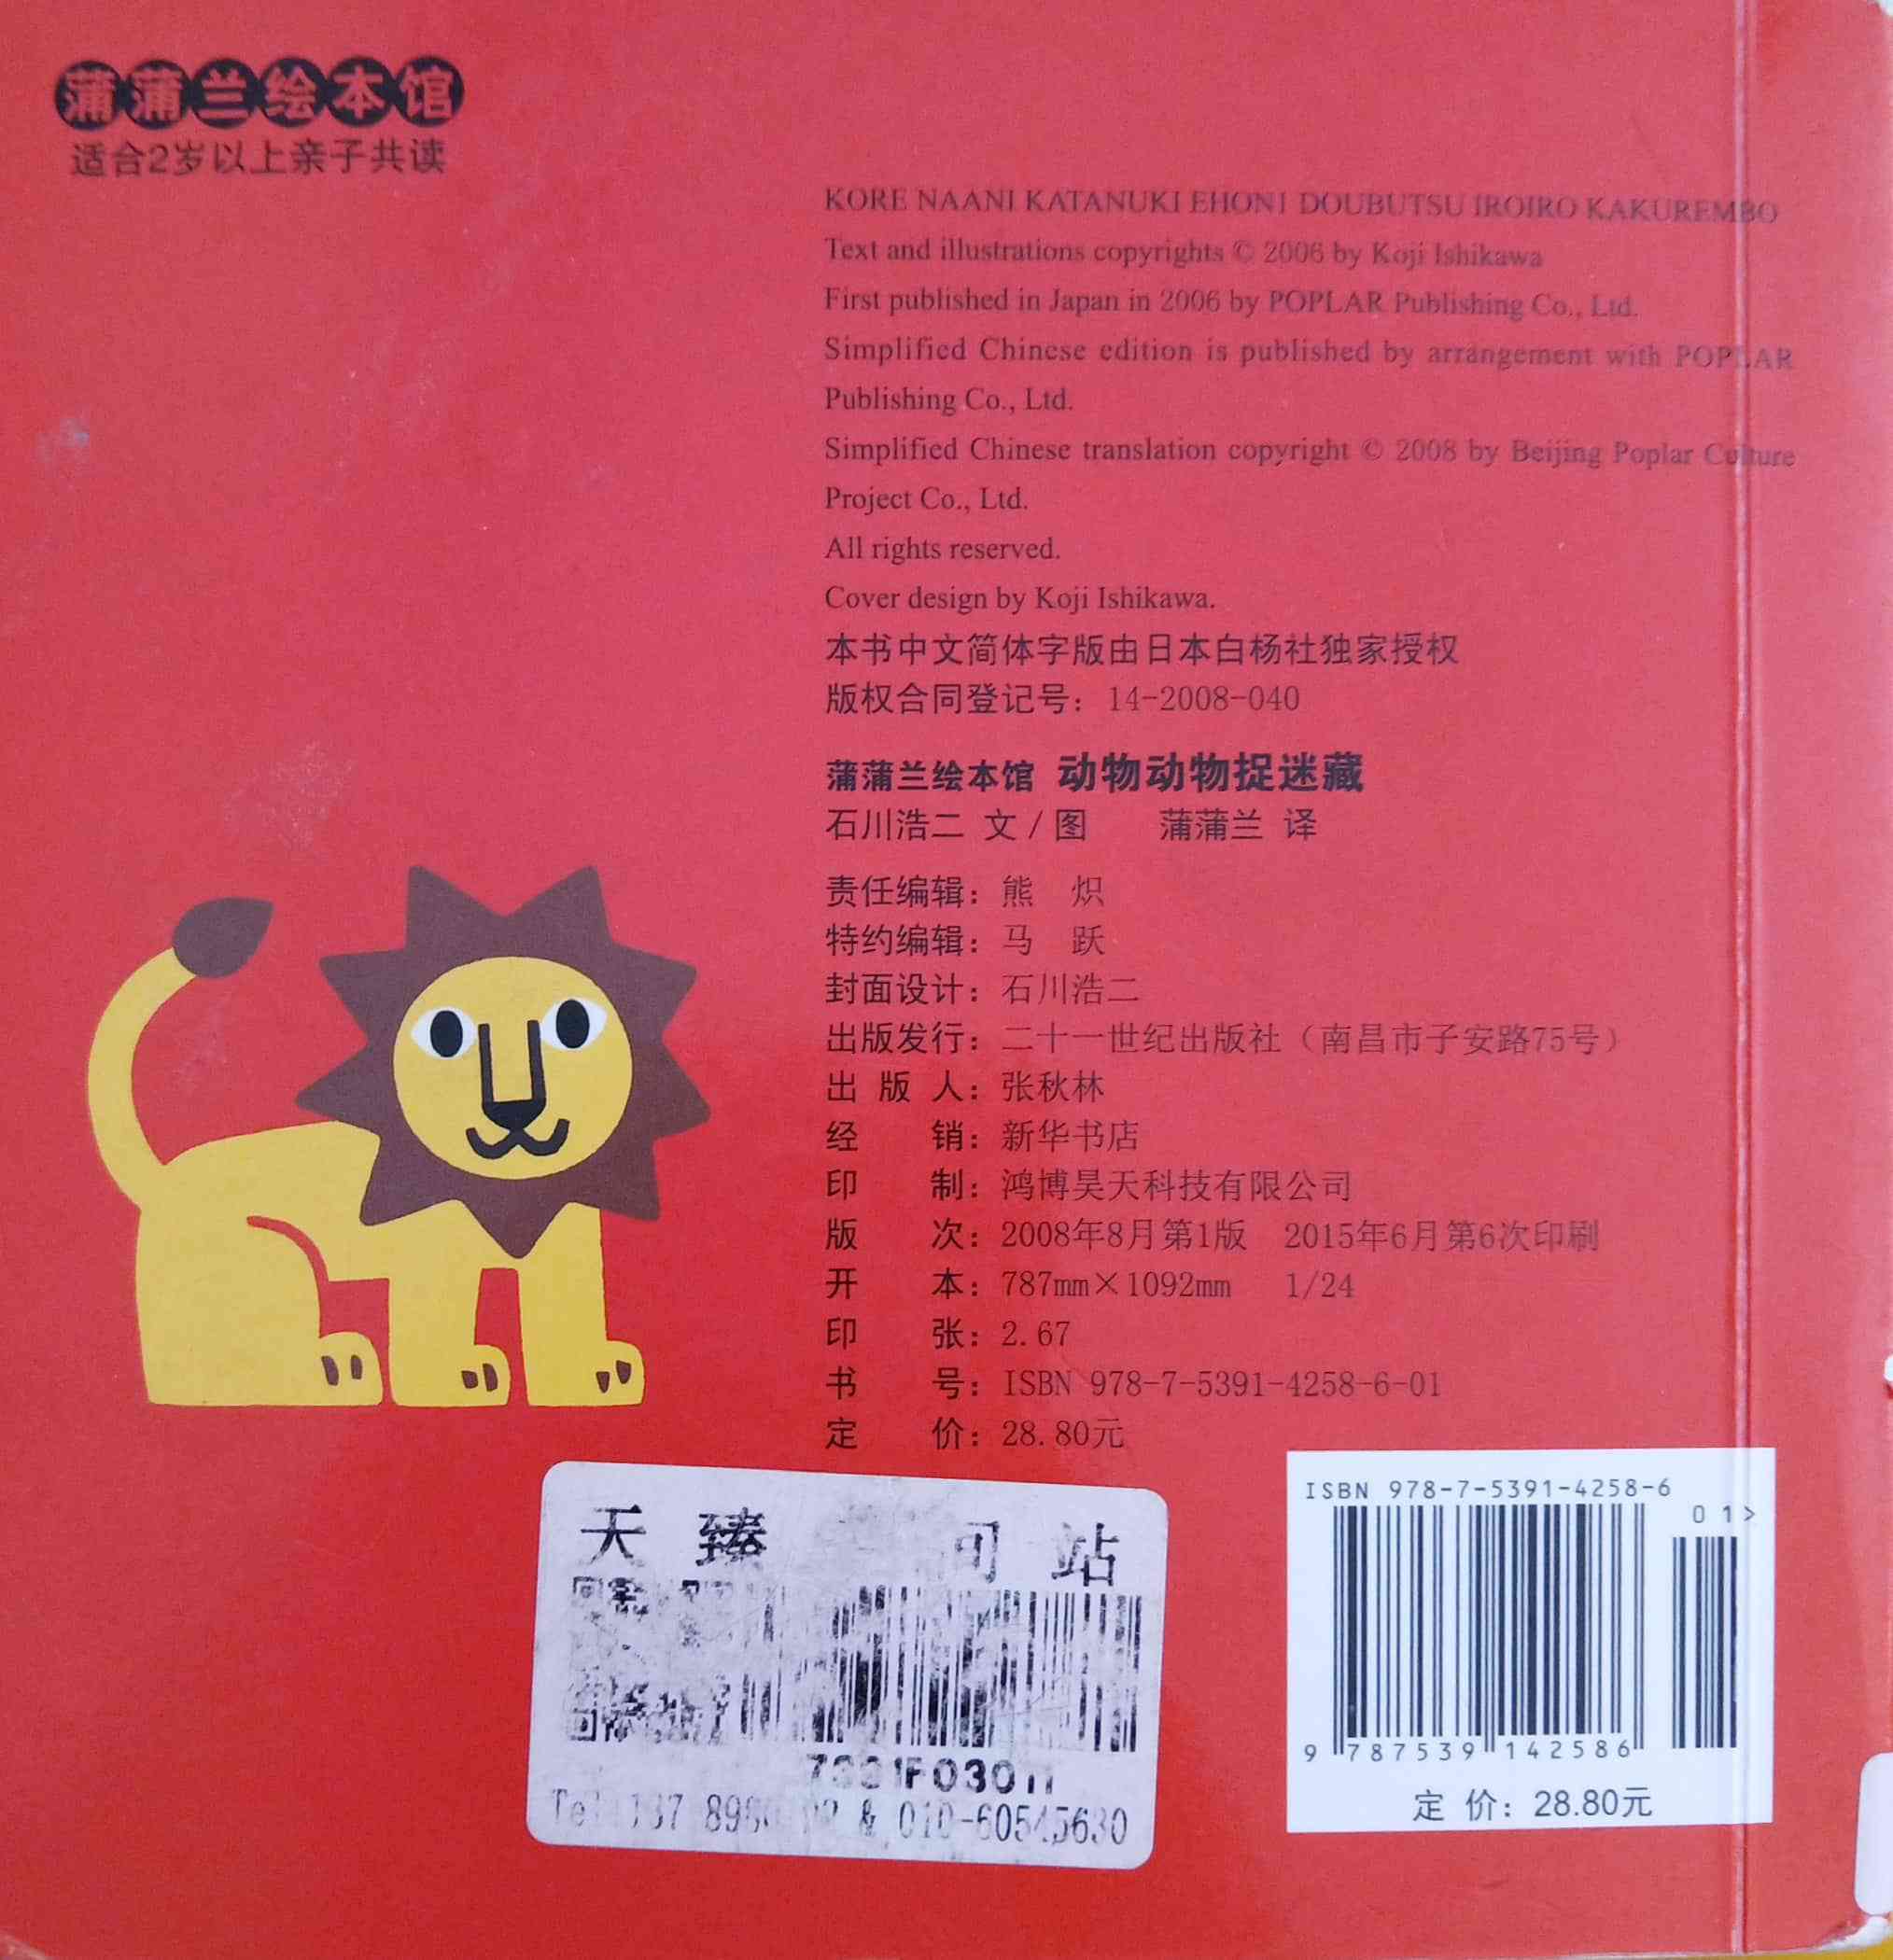 蒲蒲兰绘本馆
适合2岁以上亲子共读
KORE NAANI KATANUKI EHON1 DOUBUTSU IROIRO KAKUREMBO
Text and illustrations copyrights © 2006 by Koji Ishikawa
First published in Japan in 2006 by POPLAR Publishing Co., Ltd.
Simplified Chinese edition is published by arrangement with POPLAR
Publishing Co., Ltd.
Simplified Chinese translation copyright © 2008 by Beijing Poplar Culture
Project Co., Ltd.
All rights reserved.
Cover design by Koji Ishikawa.
本书中文简体字版由日本白杨社独家授权
版权合同登记号：14-2008-040
蒲蒲兰绘本馆 动物动物捉迷藏
石川浩二 文/图 蒲蒲兰 译
责任编辑：熊 炽
特约编辑：马 跃
封面设计：石川浩二
出版发行：二十一世纪出版社（南昌市子安路75号）
出 版 人：张秋林
经 销：新华书店
印 制：鸿博昊天科技有限公司
版 次：2008年8月第1版 2015年6月第6次印刷
开 本：787mm×1092mm 1/24
印 张：2.67
书 号：ISBN 978-7-5391-4258-6-01
定 价：28.80元
ISBN 978-7-5391-4258-6
01>
9 787539 142586
定 价：28.80元
天 臻 站
Tel & 010-60545630